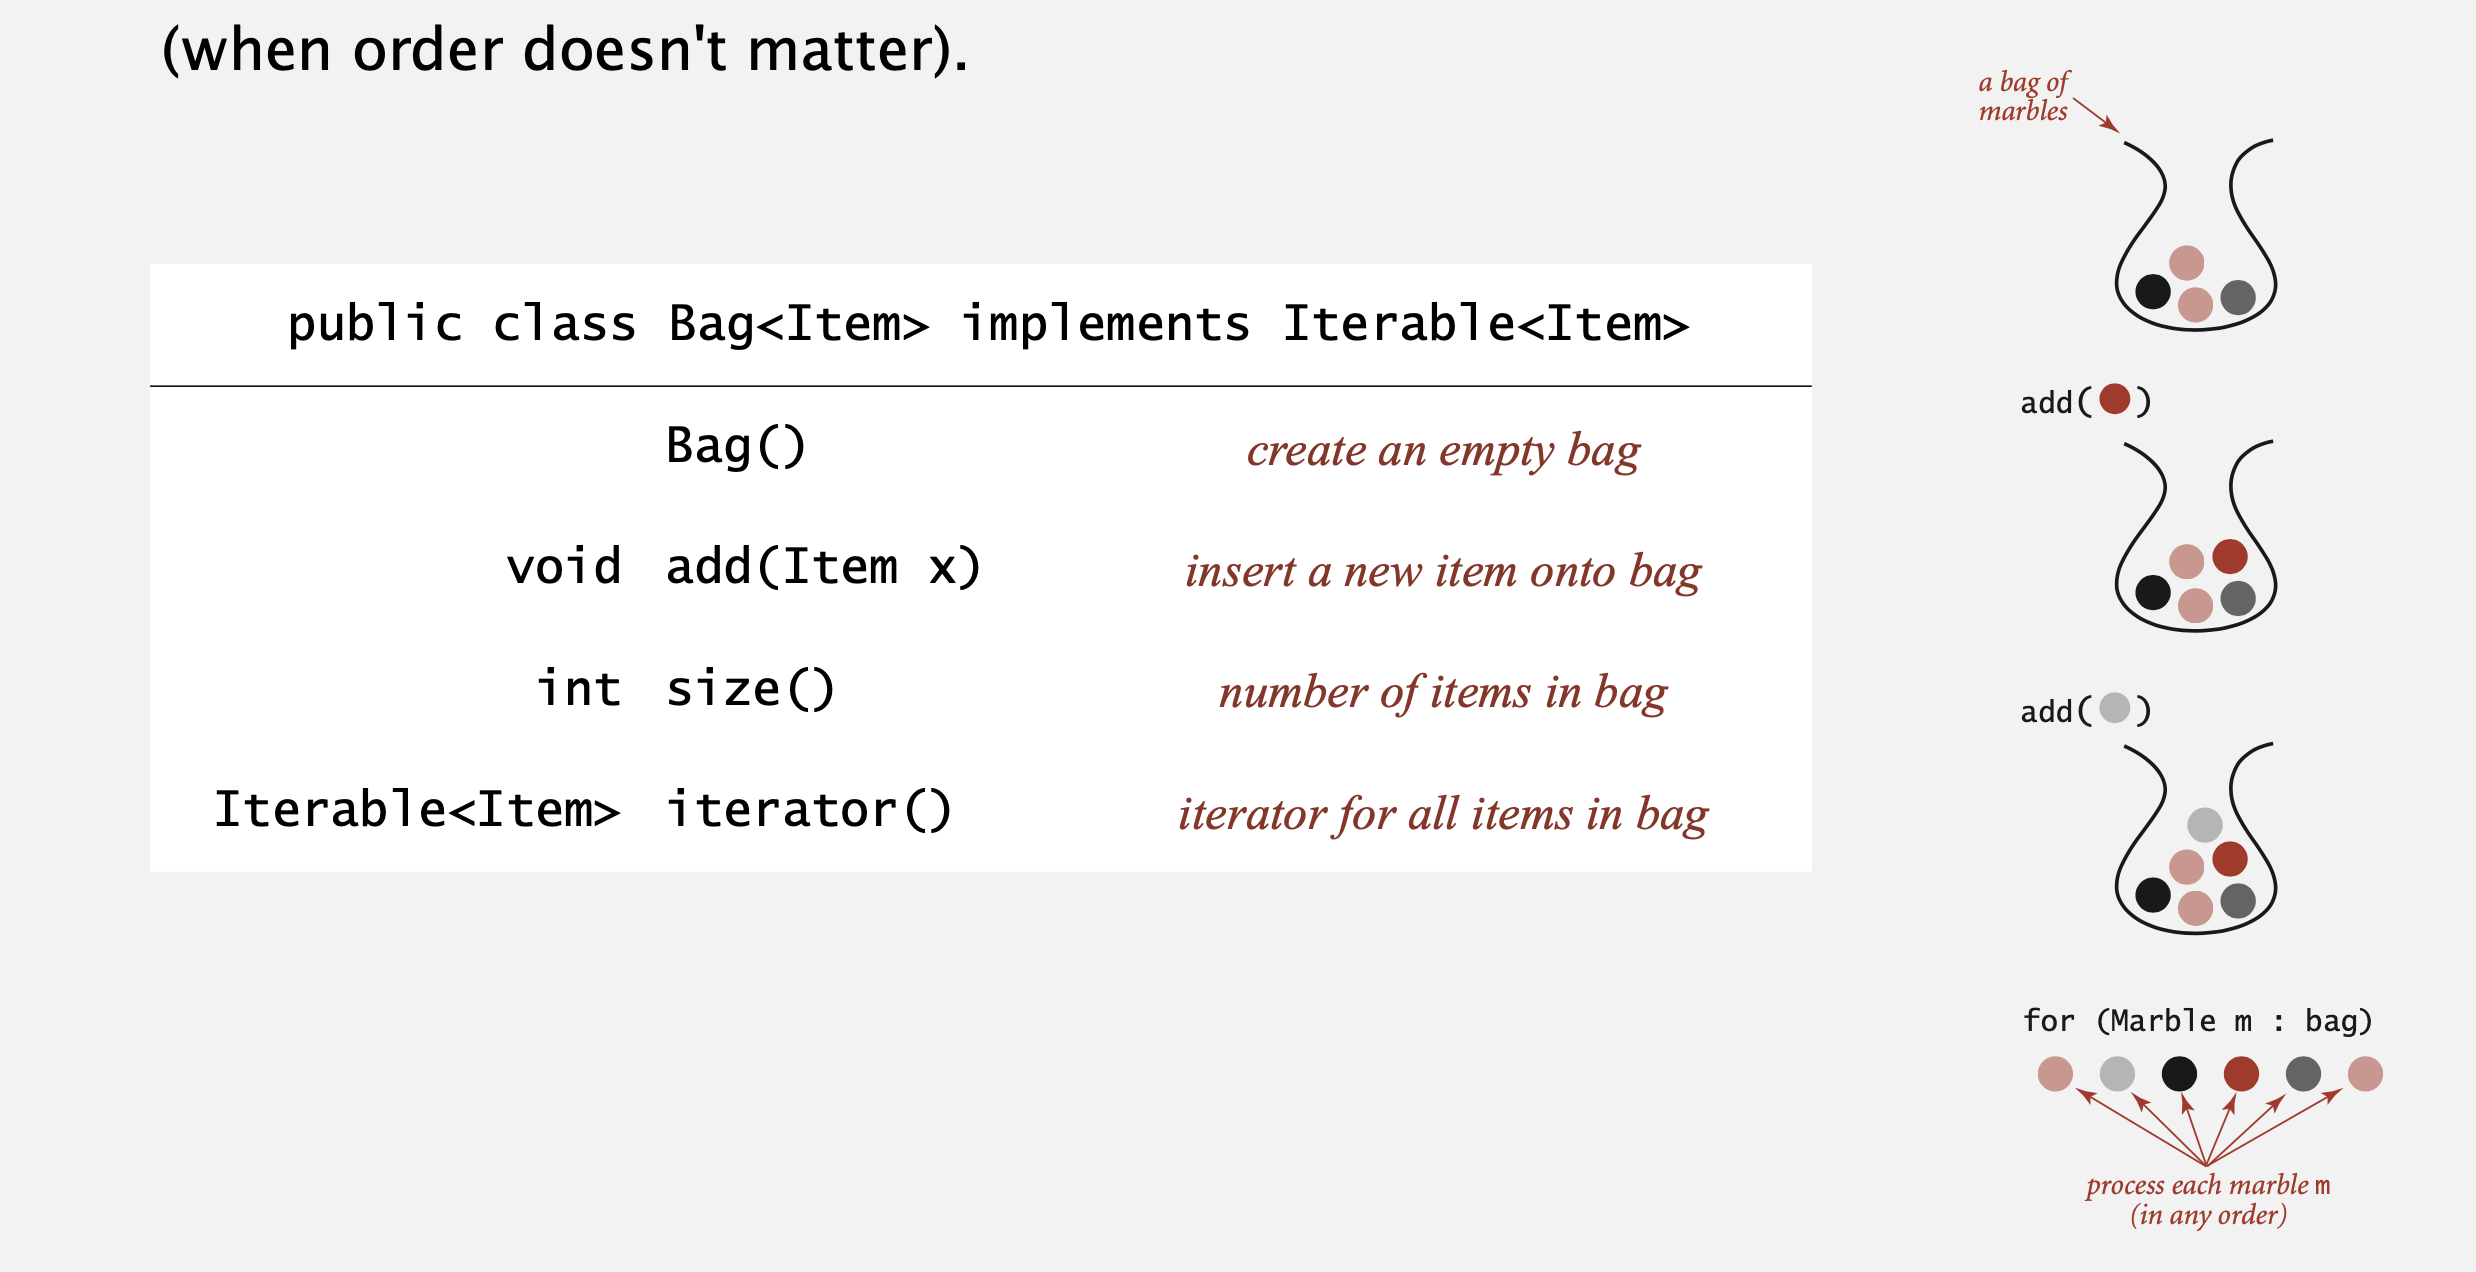 (when order doesn't matter).
public class Bag<Item> implements Iterable<Item>
Bag() create an empty bag
void add(Item x) insert a new item onto bag
int size() number of items in bag
Iterable<Item> iterator() iterator for all items in bag
a bag of
marbles
add( )
add( )
for (Marble m : bag)
process each marble m
(in any order)